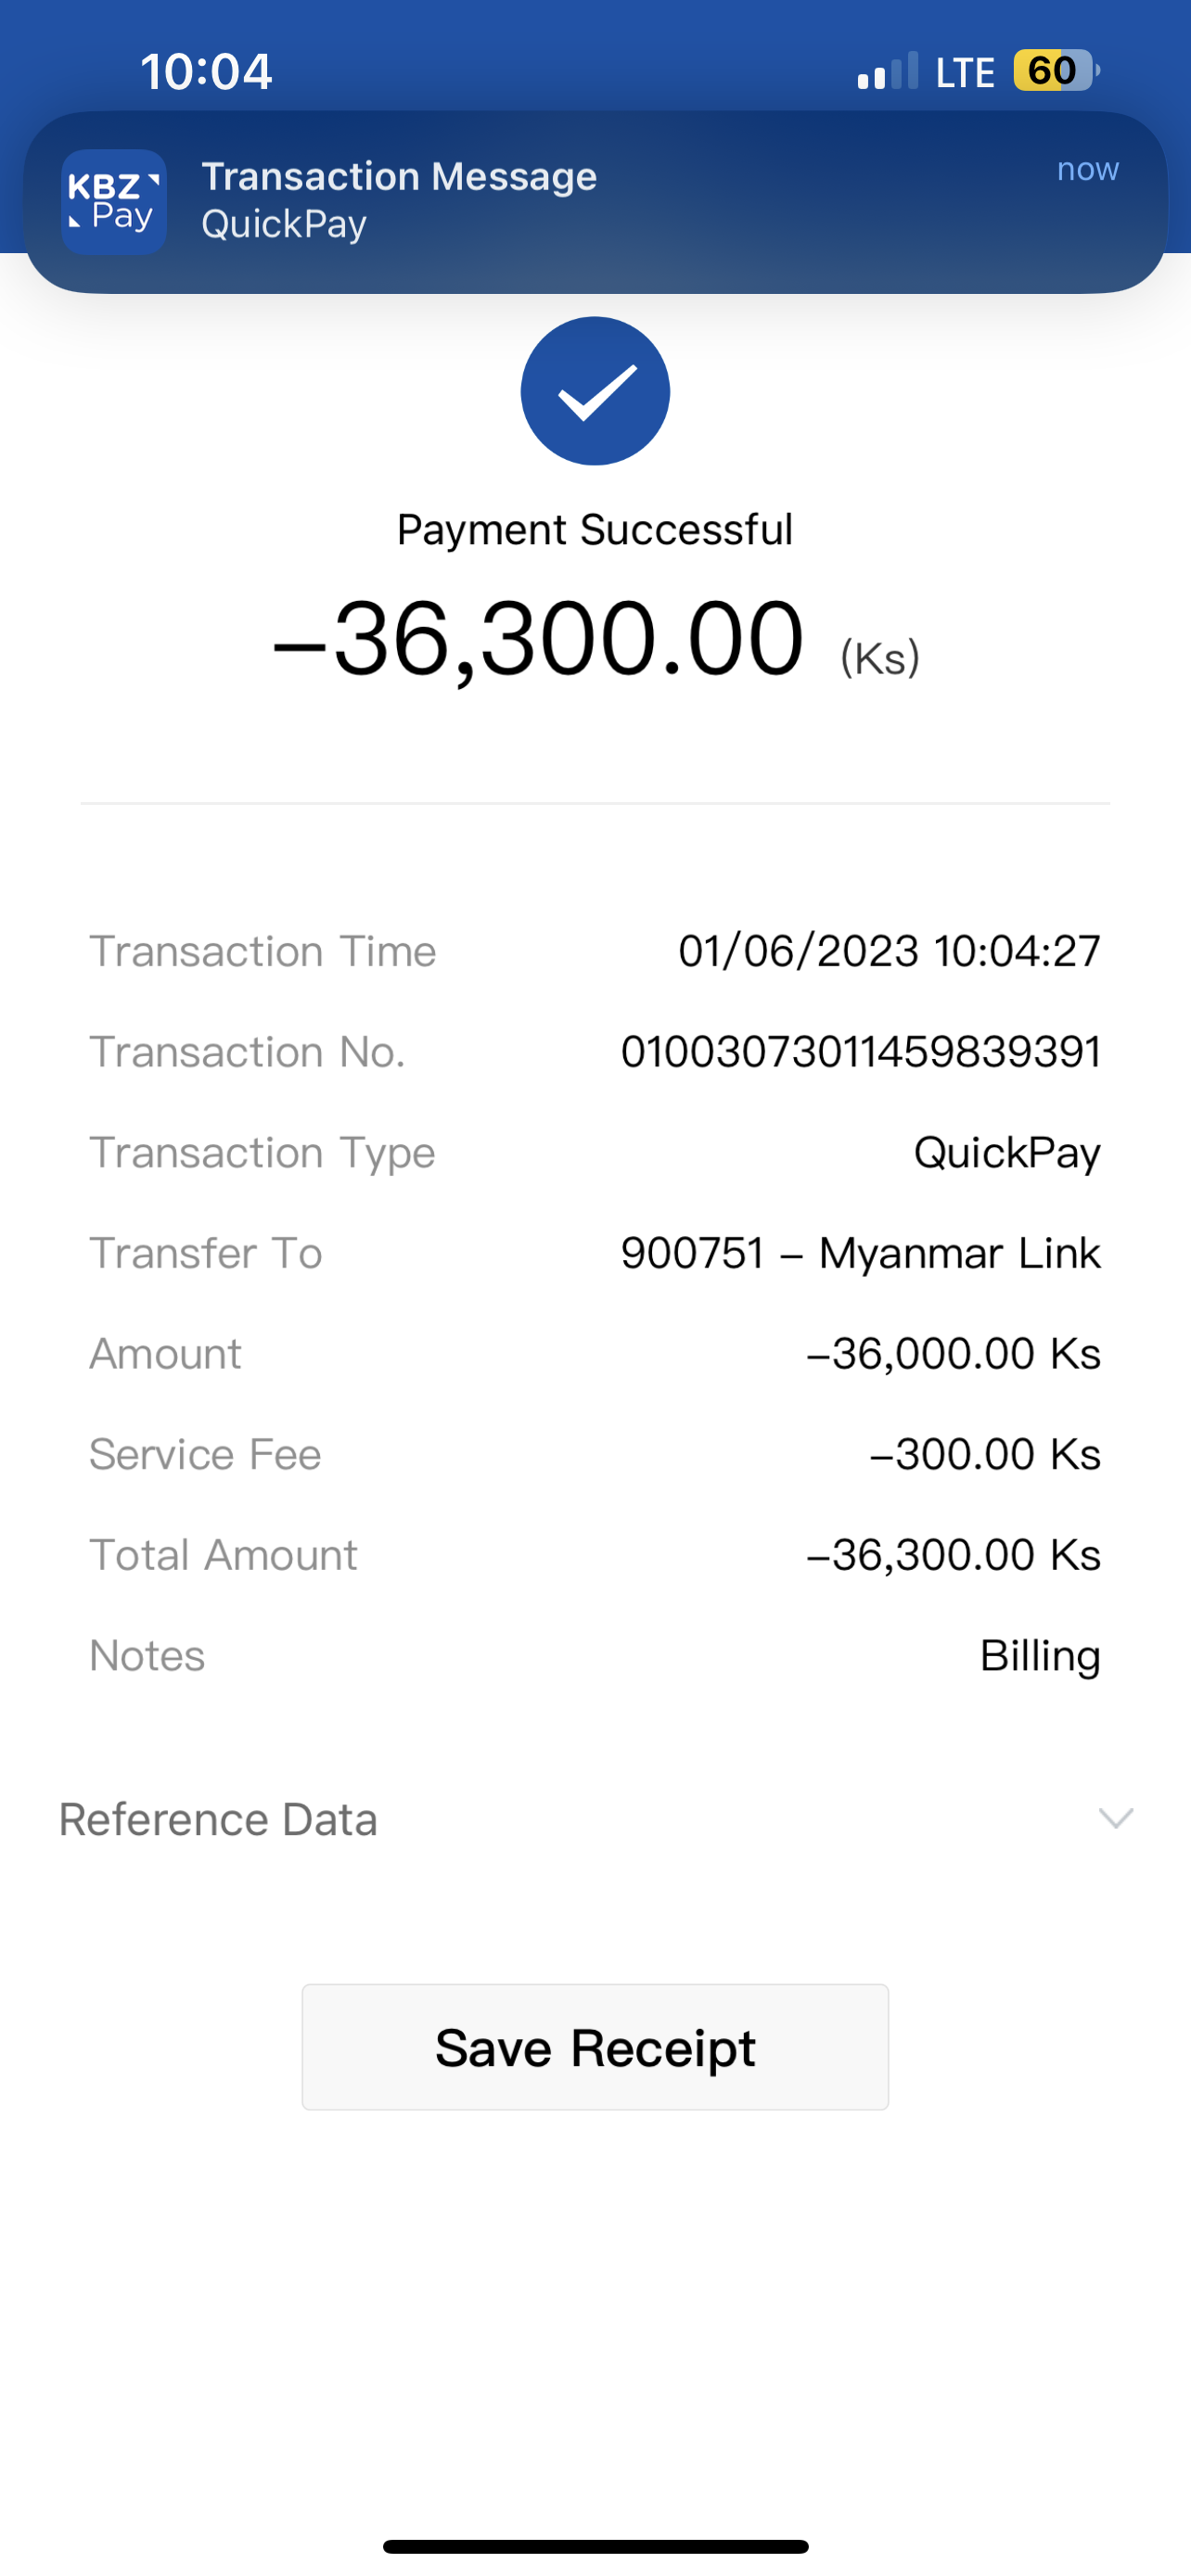 10:04 LTE 60
KBZ Pay
Transaction Message now
QuickPay
Payment Successful
–36,300.00 (Ks)
Transaction Time 01/06/2023 10:04:27
Transaction No. 01003073011459839391
Transaction Type QuickPay
Transfer To 900751 – Myanmar Link
Amount –36,000.00 Ks
Service Fee –300.00 Ks
Total Amount –36,300.00 Ks
Notes Billing
Reference Data
Save Receipt